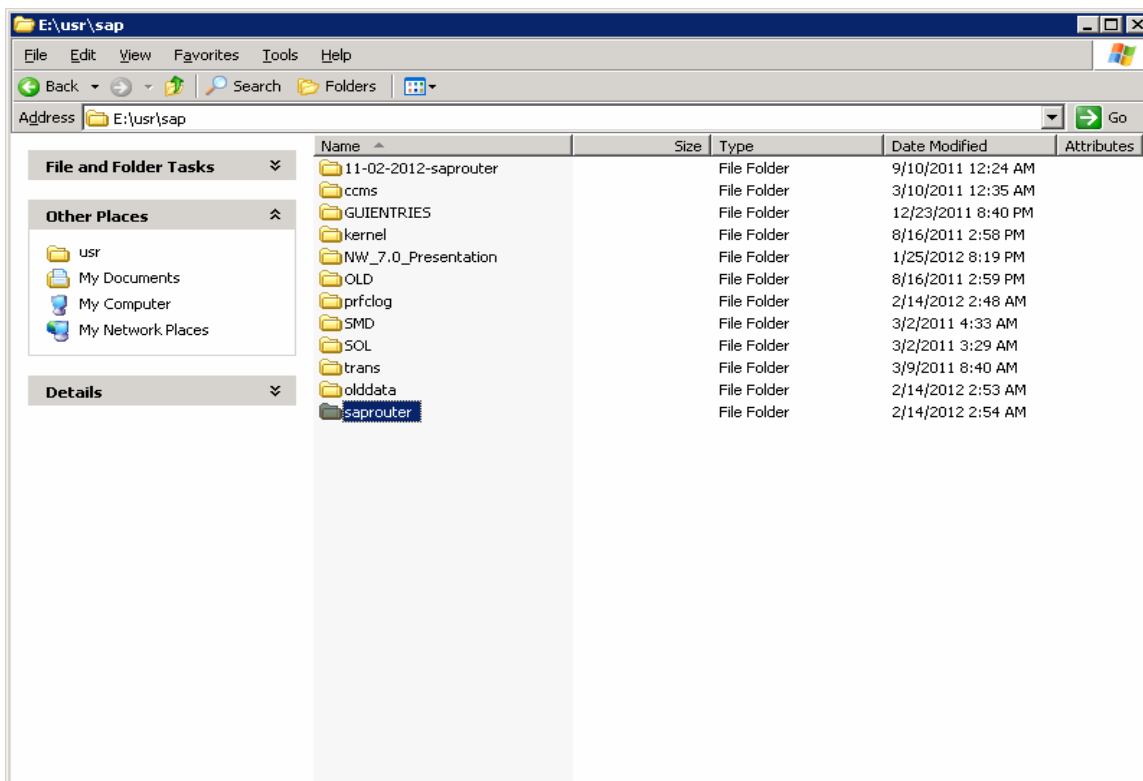 E:\usr\sap
File Edit View Favorites Tools Help
Back Search Folders
Address E:\usr\sap Go
File and Folder Tasks
Other Places
usr
My Documents
My Computer
My Network Places
Details
Name Size Type Date Modified Attributes
11-02-2012-saprouter File Folder 9/10/2011 12:24 AM
ccms File Folder 3/10/2011 12:35 AM
GUIENTRIES File Folder 12/23/2011 8:40 PM
kernel File Folder 8/16/2011 2:58 PM
NW_7.0_Presentation File Folder 1/25/2012 8:19 PM
OLD File Folder 8/16/2011 2:59 PM
prfclog File Folder 2/14/2012 2:48 AM
SMD File Folder 3/2/2011 4:33 AM
SOL File Folder 3/2/2011 3:29 AM
trans File Folder 3/9/2011 8:40 AM
olddata File Folder 2/14/2012 2:53 AM
saprouter File Folder 2/14/2012 2:54 AM